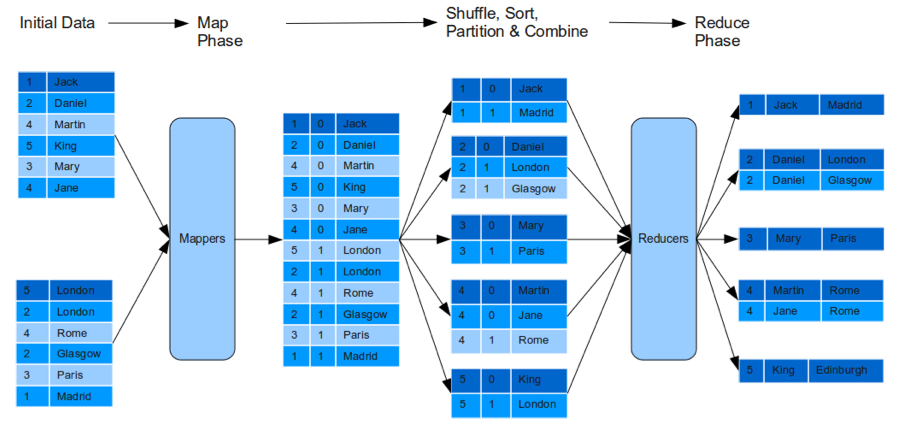 Initial Data
Map
Phase
Shuffle, Sort,
Partition & Combine
Reduce
Phase
1 Jack
2 Daniel
4 Martin
5 King
3 Mary
4 Jane
5 London
2 London
4 Rome
2 Glasgow
3 Paris
1 Madrid
Mappers
1 0 Jack
2 0 Daniel
4 0 Martin
5 0 King
3 0 Mary
4 0 Jane
5 1 London
2 1 London
4 1 Rome
2 1 Glasgow
3 1 Paris
1 1 Madrid
1 0 Jack
1 1 Madrid
2 0 Daniel
2 1 London
2 1 Glasgow
3 0 Mary
3 1 Paris
4 0 Martin
4 0 Jane
4 1 Rome
5 0 King
5 1 London
Reducers
1 Jack Madrid
2 Daniel London
2 Daniel Glasgow
3 Mary Paris
4 Martin Rome
4 Jane Rome
5 King Edinburgh